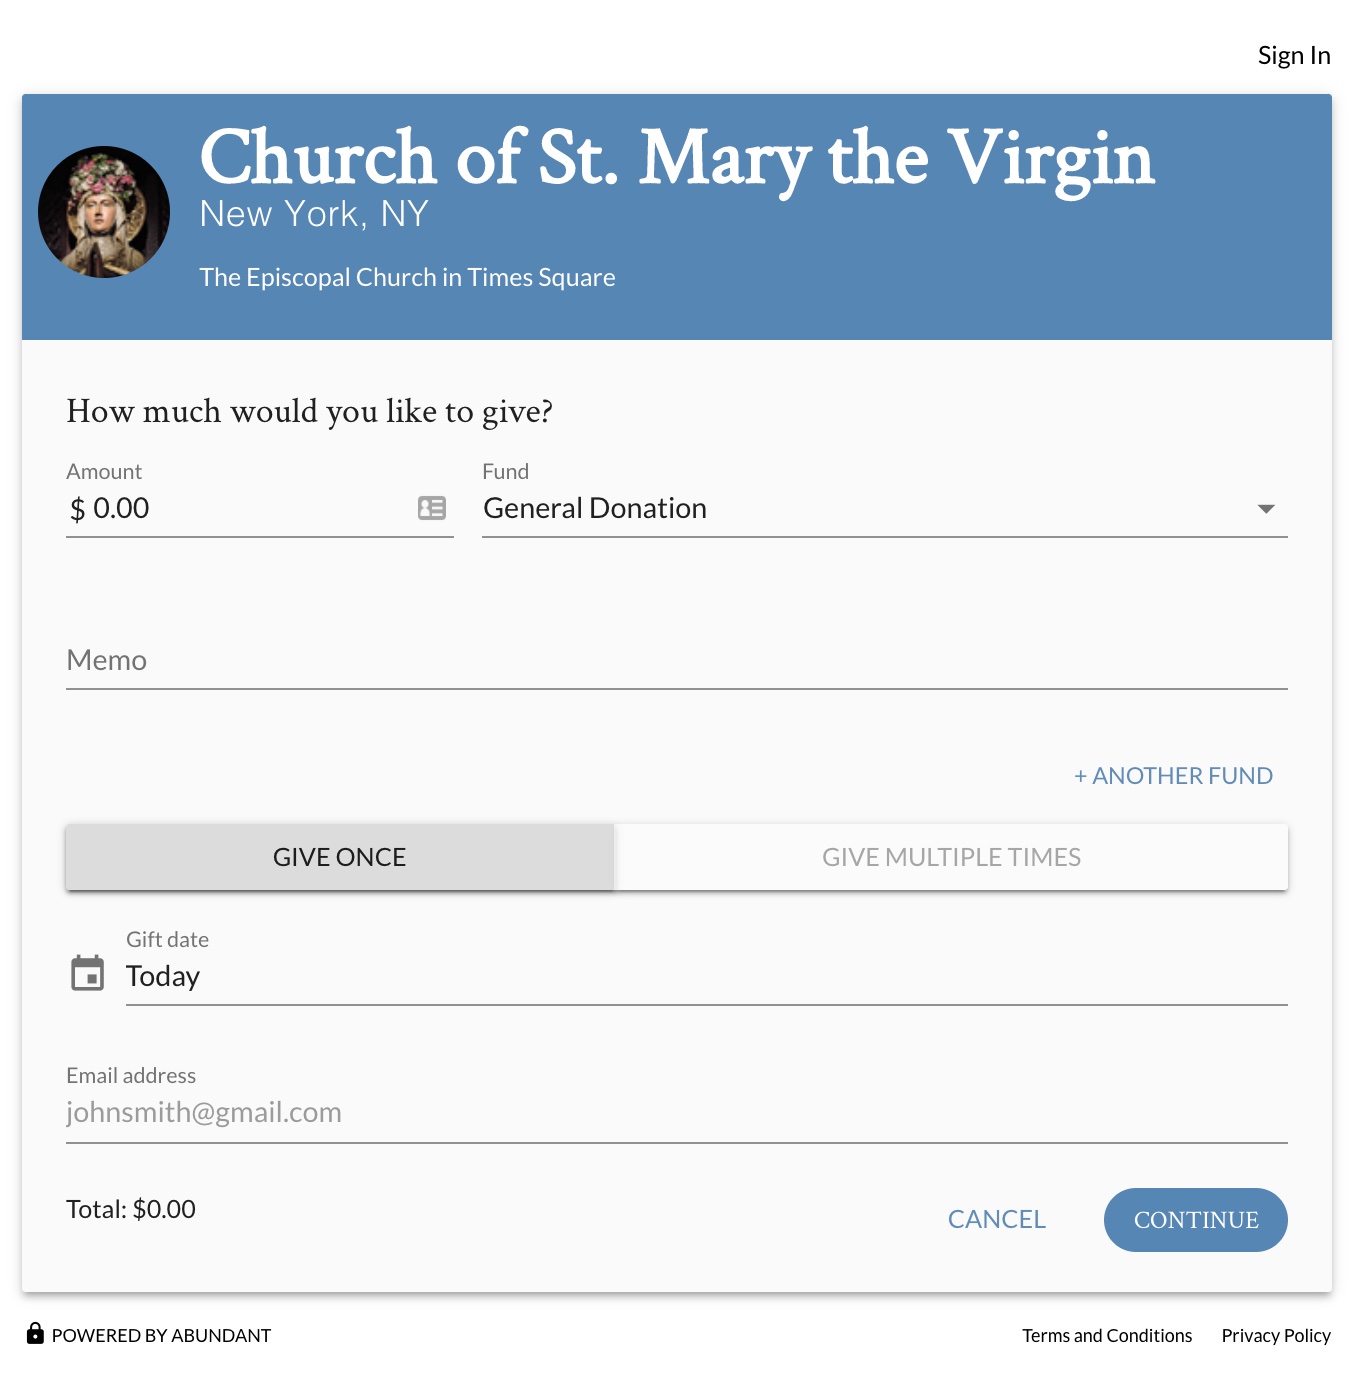 Sign In
Church of St. Mary the Virgin
New York, NY
The Episcopal Church in Times Square
How much would you like to give?
Amount
Fund
$ 0.00
General Donation
Memo
+ ANOTHER FUND
GIVE ONCE
GIVE MULTIPLE TIMES
Gift date
Today
Email address
johnsmith@gmail.com
Total: $0.00
CANCEL
CONTINUE
POWERED BY ABUNDANT
Terms and Conditions
Privacy Policy